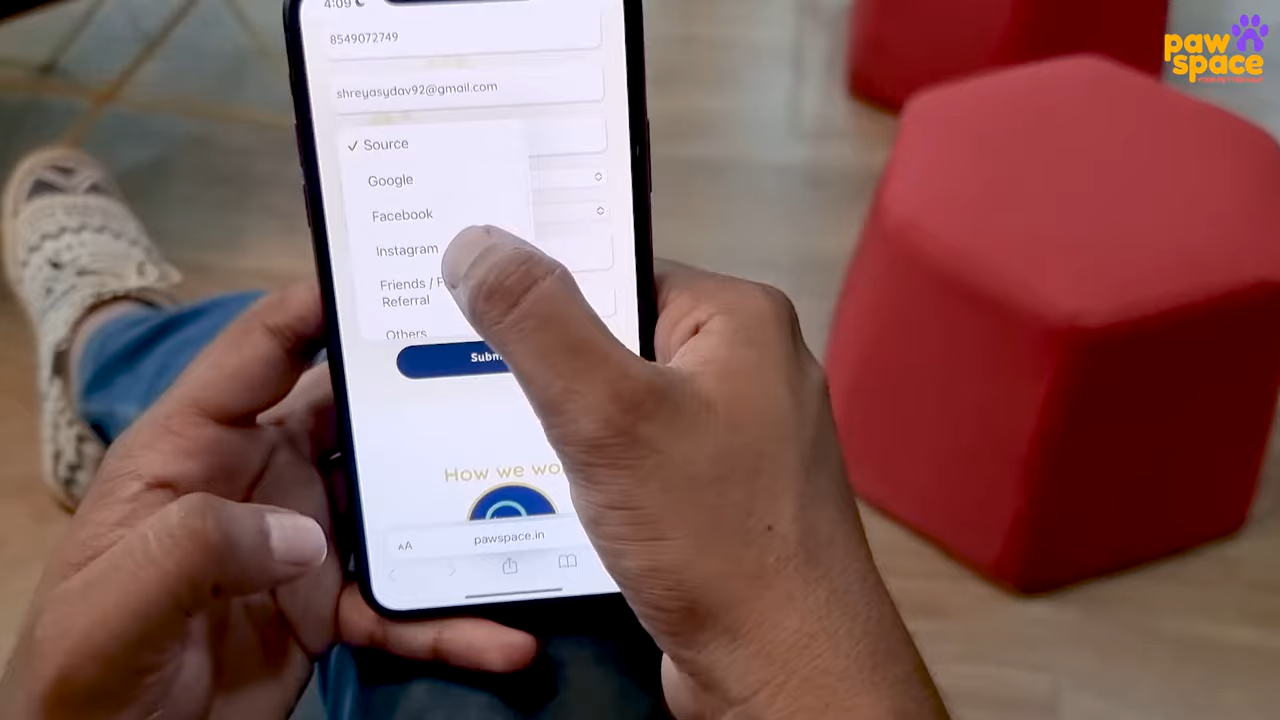 4:09
8549072749
shreyasydav92@gmail.com
✓ Source
Google
Facebook
Instagram
Friends / F
Referral
Others
Subm
How we wo
AA
pawspace.in
paw
space